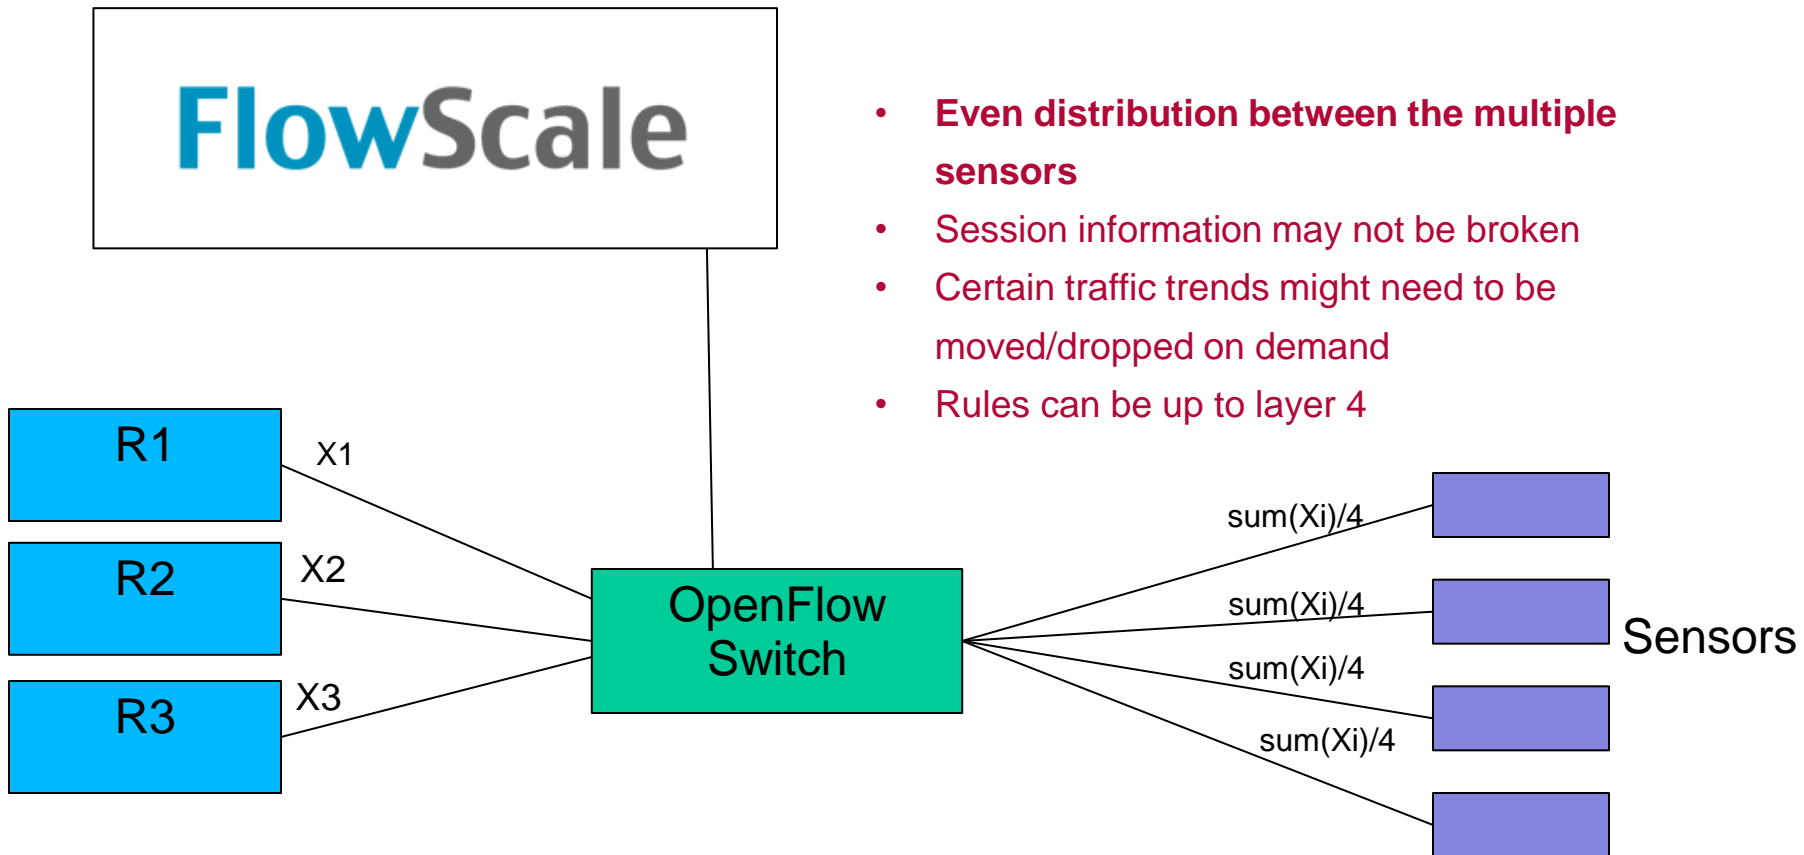 FlowScale
• Even distribution between the multiple
sensors
• Session information may not be broken
• Certain traffic trends might need to be
moved/dropped on demand
• Rules can be up to layer 4
R1
X1
R2
X2
R3
X3
OpenFlow
Switch
sum(Xi)/4
sum(Xi)/4
sum(Xi)/4
sum(Xi)/4
Sensors